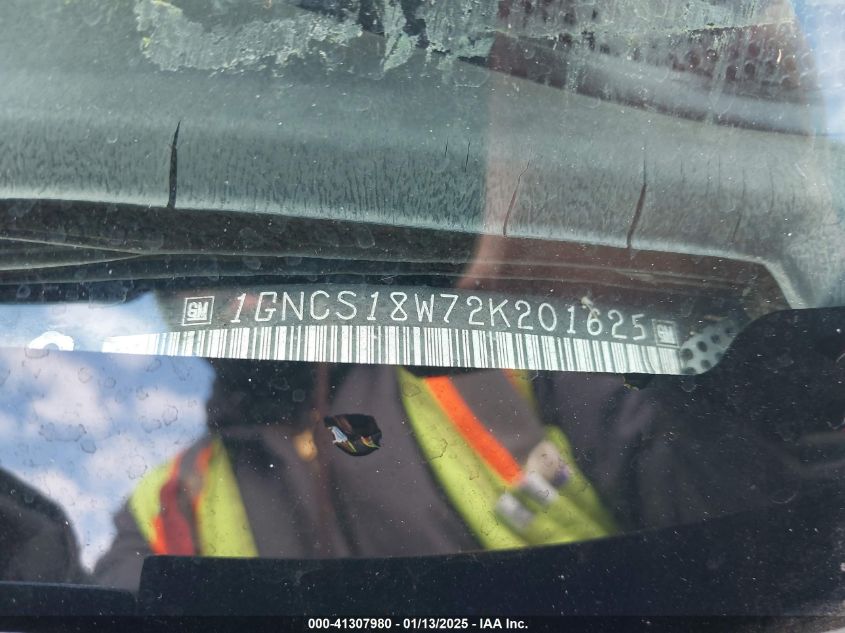 GM 1GNCS18W72K201625 GM
000-41307980 - 01/13/2025 - IAA Inc.